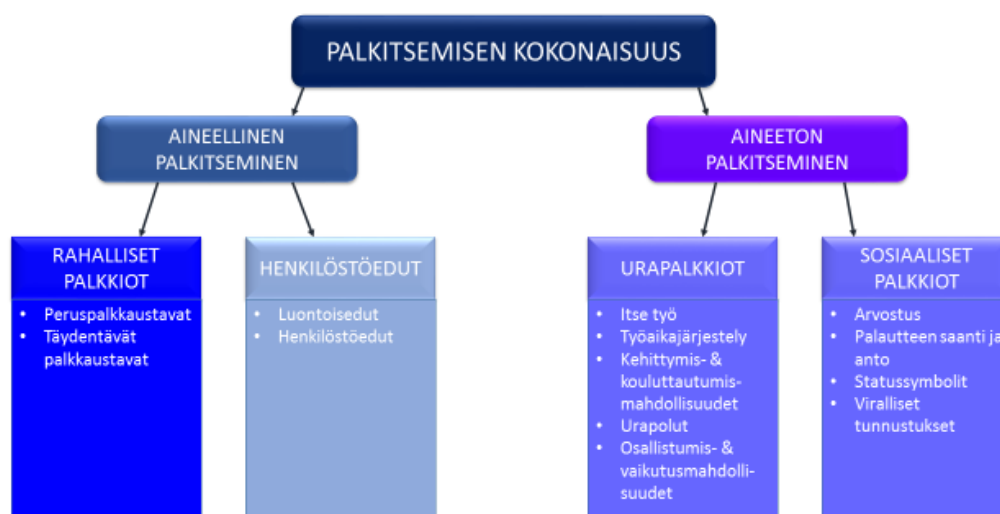 PALKITSEMISEN KOKONAISUUS
AINEELLINEN
PALKITSEMINEN
AINEETON
PALKITSEMINEN
RAHALLISET
PALKKIOT
• Peruspalkkaustavat
• Täydentävät
palkkaustavat
HENKILÖSTÖEDUT
• Luontoisedut
• Henkilöstöedut
URAPALKKIOT
• Itse työ
• Työaikajärjestely
• Kehittymis- &
kouluttautumis-
mahdollisuudet
• Urapolut
• Osallistumis- &
vaikutusmahdolli-
suudet
SOSIAALISET
PALKKIOT
• Arvostus
• Palautteen saanti ja
anto
• Statussymbolit
• Viralliset
tunnustukset